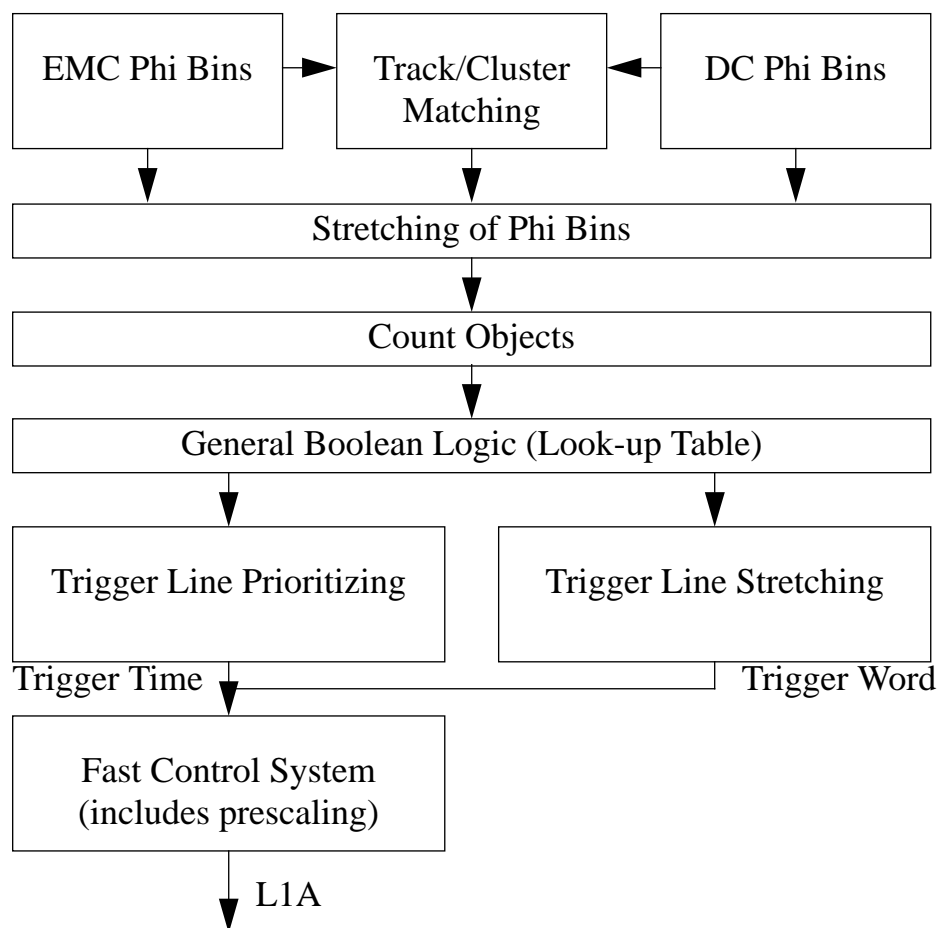 EMC Phi Bins
Track/Cluster
Matching
DC Phi Bins
Stretching of Phi Bins
Count Objects
General Boolean Logic (Look-up Table)
Trigger Line Prioritizing
Trigger Line Stretching
Trigger Time
Trigger Word
Fast Control System
(includes prescaling)
L1A